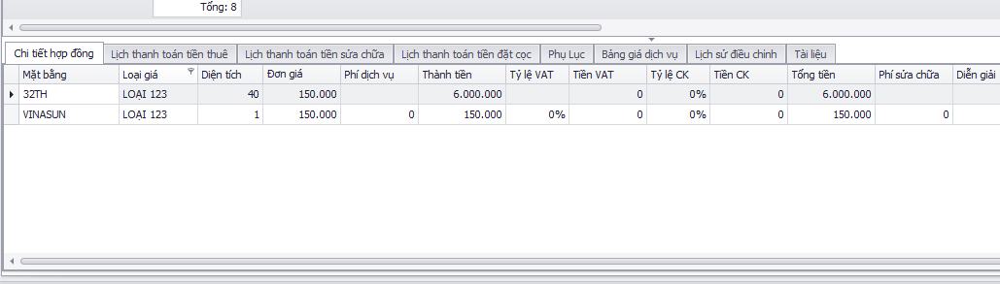 Tổng: 8
Chi tiết hợp đồng Lịch thanh toán tiền thuê Lịch thanh toán tiền sửa chữa Lịch thanh toán tiền đặt cọc Phụ Lục Bảng giá dịch vụ Lịch sử điều chỉnh Tài liệu
Mặt bằng Loại giá Diện tích Đơn giá Phí dịch vụ Thành tiền Tỷ lệ VAT Tiền VAT Tỷ lệ CK Tiền CK Tổng tiền Phí sửa chữa Diễn giải
32TH LOẠI 123 40 150.000 6.000.000 0 0% 0 6.000.000
VINASUN LOẠI 123 1 150.000 0 150.000 0% 0 0% 0 150.000 0